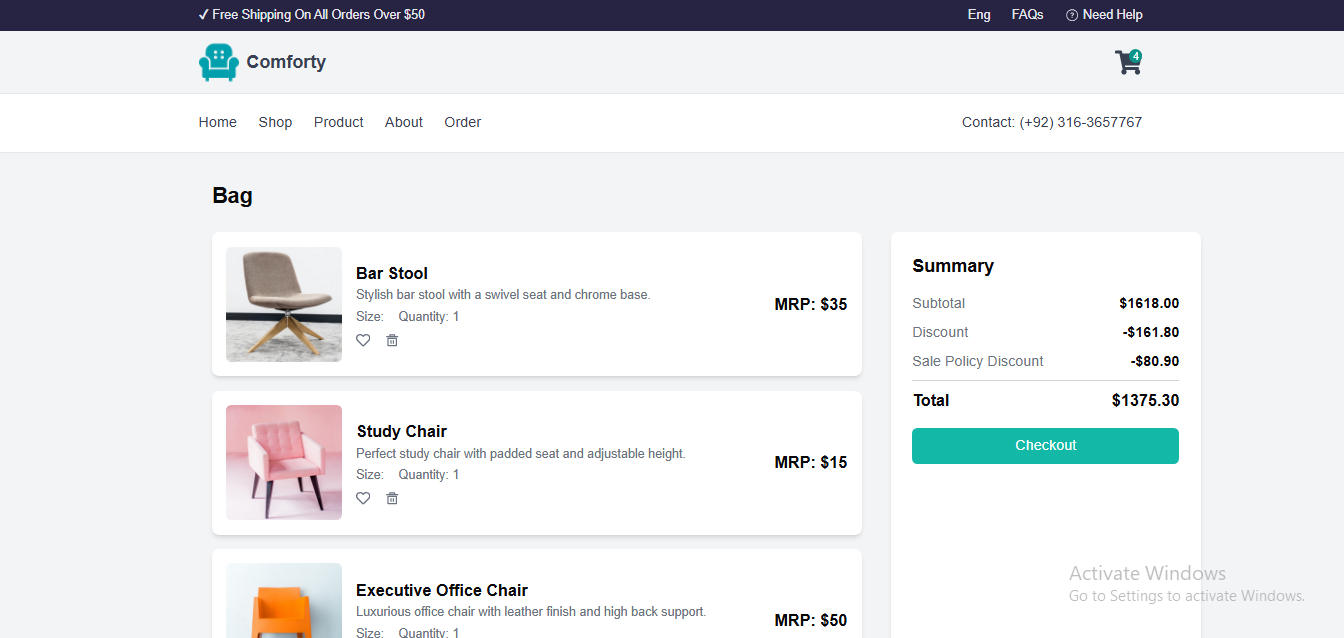 ✓ Free Shipping On All Orders Over $50
Eng FAQs Need Help
Comforty
4
Home Shop Product About Order
Contact: (+92) 316-3657767
Bag
Bar Stool
Stylish bar stool with a swivel seat and chrome base.
Size: Quantity: 1
MRP: $35
Study Chair
Perfect study chair with padded seat and adjustable height.
Size: Quantity: 1
MRP: $15
Executive Office Chair
Luxurious office chair with leather finish and high back support.
Size: Quantity: 1
MRP: $50
Summary
Subtotal $1618.00
Discount -$161.80
Sale Policy Discount -$80.90
Total $1375.30
Checkout
Activate Windows
Go to Settings to activate Windows.